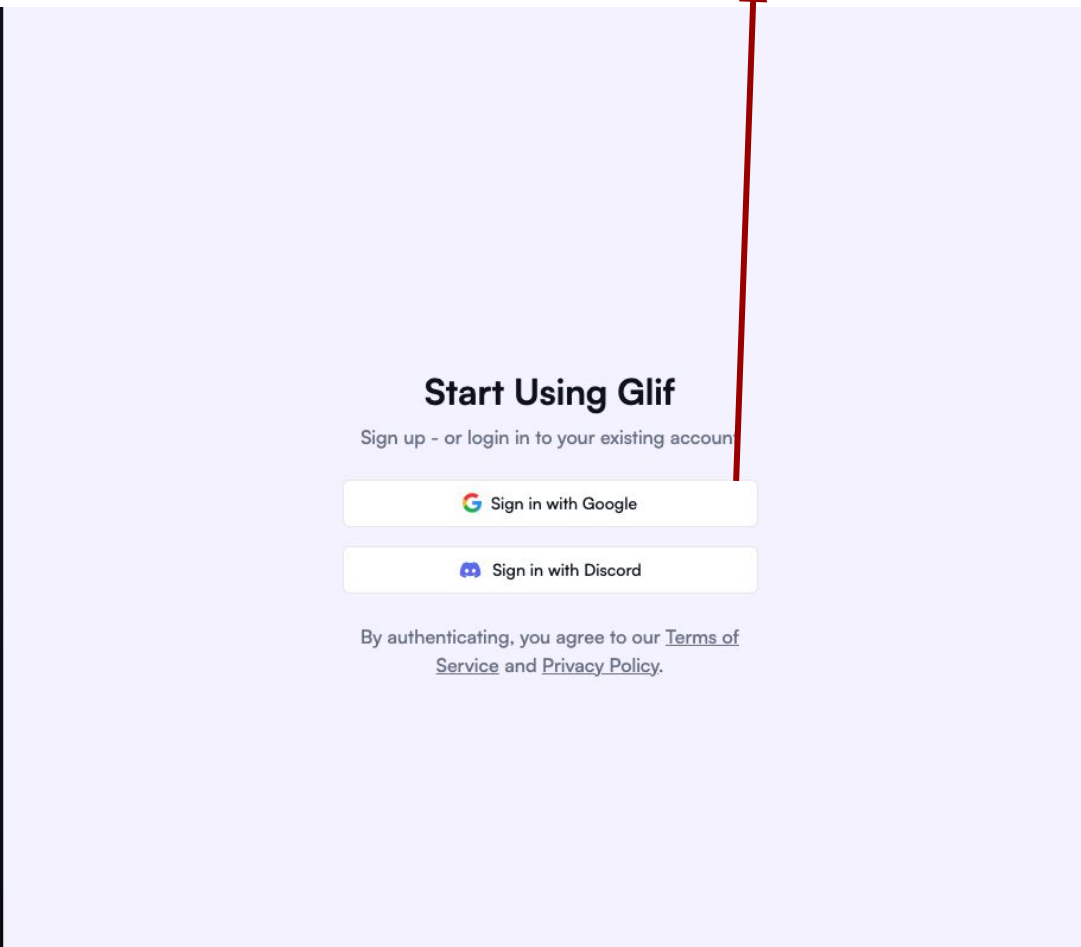 Start Using Glif
Sign up - or login in to your existing account
Sign in with Google
Sign in with Discord
By authenticating, you agree to our Terms of
Service and Privacy Policy.